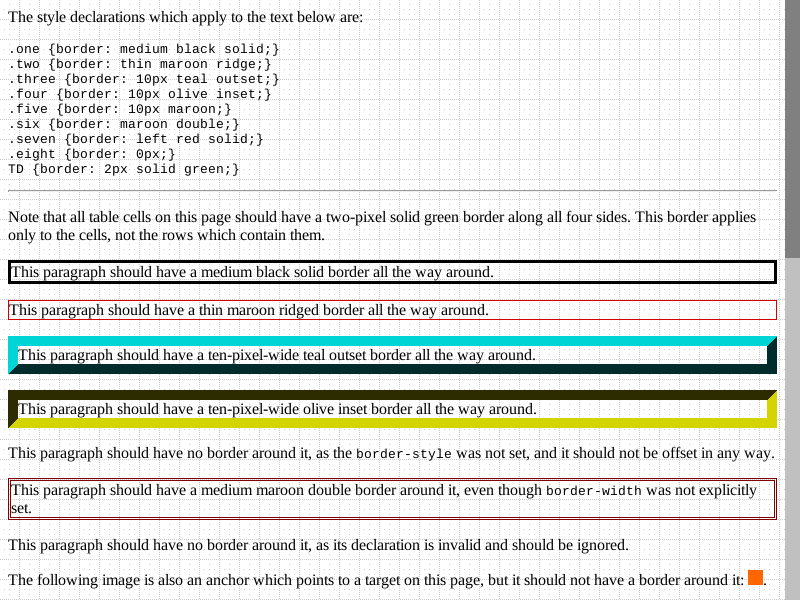 The style declarations which apply to the text below are:
.one {border: medium black solid;}
.two {border: thin maroon ridge;}
.three {border: 10px teal outset;}
.four {border: 10px olive inset;}
.five {border: 10px maroon;}
.six {border: maroon double;}
.seven {border: left red solid;}
.eight {border: 0px;}
TD {border: 2px solid green;}
Note that all table cells on this page should have a two-pixel solid green border along all four sides. This border applies
only to the cells, not the rows which contain them.
This paragraph should have a medium black solid border all the way around.
This paragraph should have a thin maroon ridged border all the way around.
This paragraph should have a ten-pixel-wide teal outset border all the way around.
This paragraph should have a ten-pixel-wide olive inset border all the way around.
This paragraph should have no border around it, as the border-style was not set, and it should not be offset in any way.
This paragraph should have a medium maroon double border around it, even though border-width was not explicitly
set.
This paragraph should have no border around it, as its declaration is invalid and should be ignored.
The following image is also an anchor which points to a target on this page, but it should not have a border around it: .